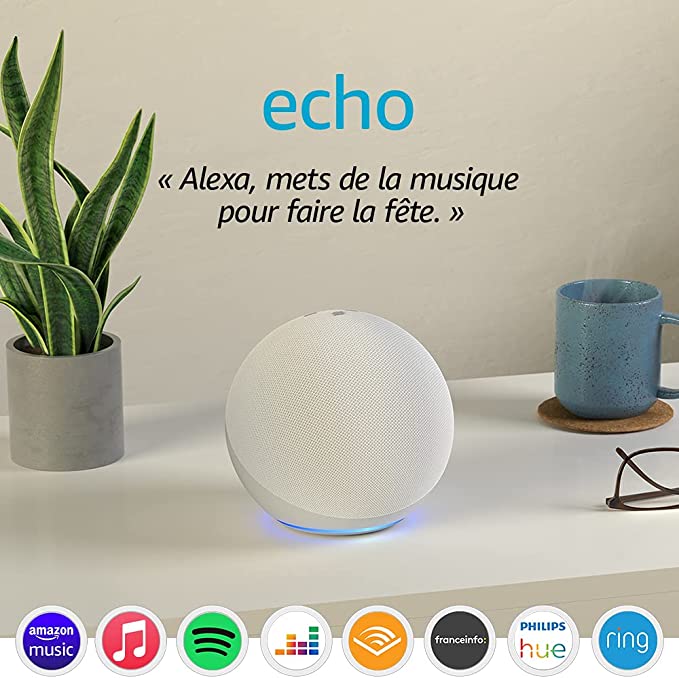 echo
« Alexa, mets de la musique
pour faire la fête. »
amazon
music
franceinfo:
PHILIPS
hue
ring